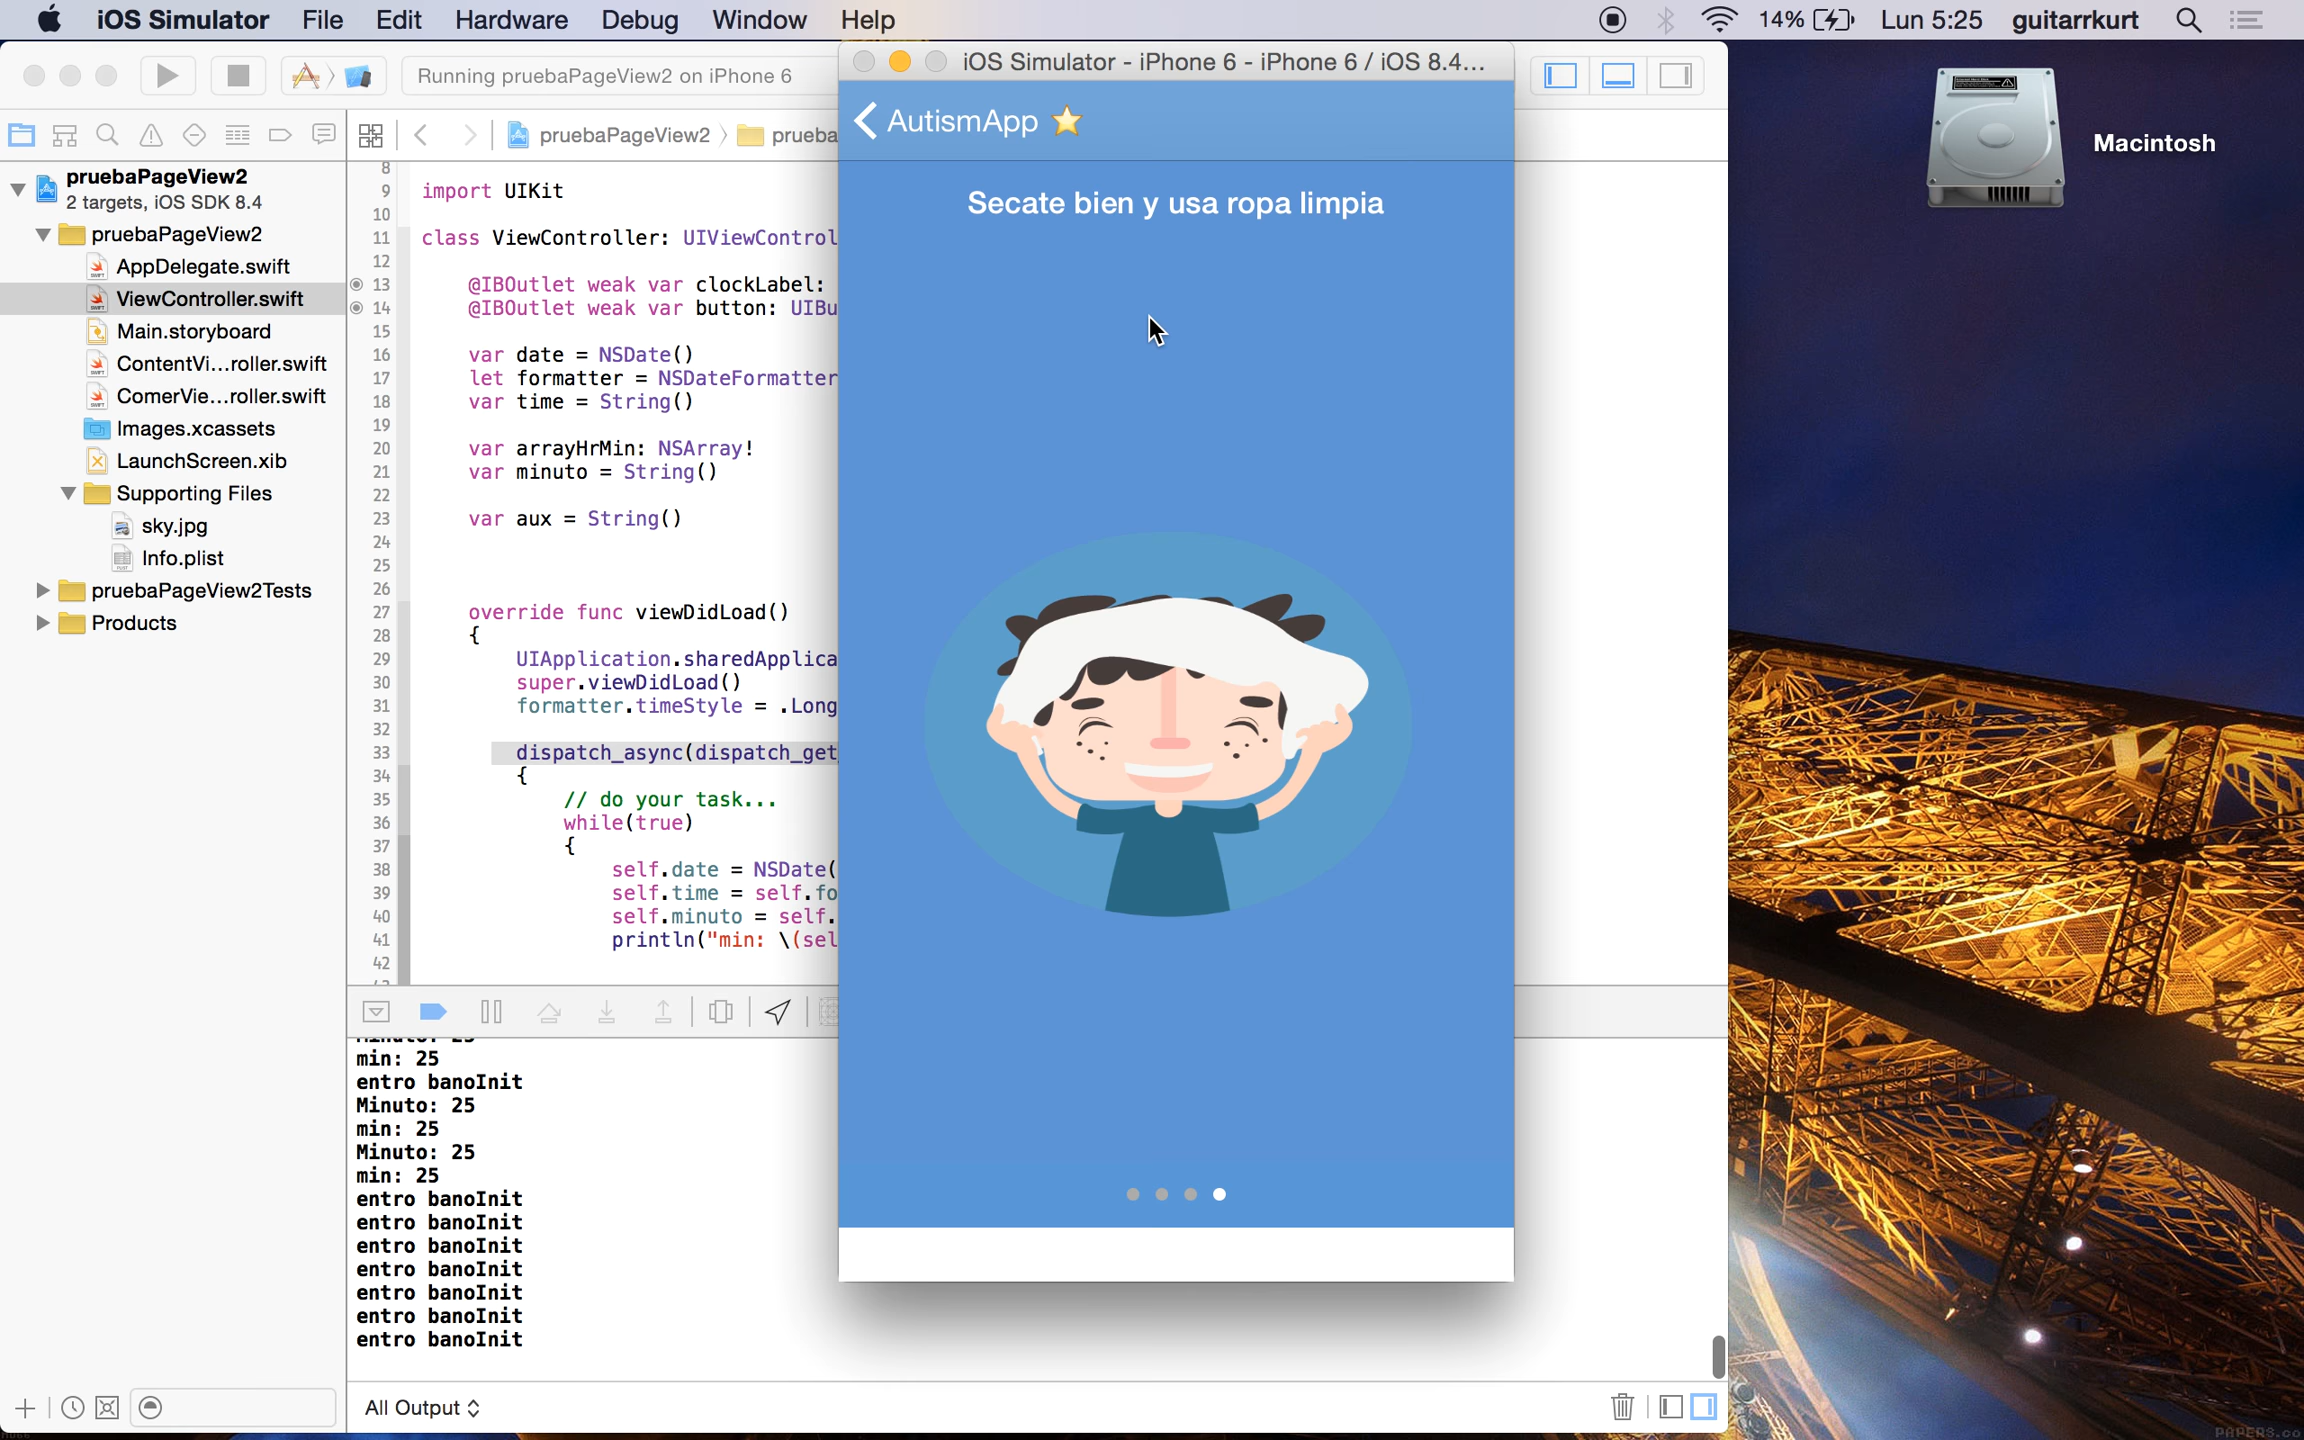 iOS Simulator File Edit Hardware Debug Window Help 14% Lun 5:25 guitarrkurt
Running pruebaPageView2 on iPhone 6
iOS Simulator - iPhone 6 - iPhone 6 / iOS 8.4...
Macintosh
pruebaPageView2
2 targets, iOS SDK 8.4
pruebaPageView2
AppDelegate.swift
ViewController.swift
Main.storyboard
ContentVi...roller.swift
ComerVie...roller.swift
Images.xcassets
LaunchScreen.xib
Supporting Files
sky.jpg
Info.plist
pruebaPageView2Tests
Products
pruebaPageView2 prueba
8
9 import UIKit
10
11 class ViewController: UIViewControl
12
13 @IBOutlet weak var clockLabel:
14 @IBOutlet weak var button: UIBu
15
16 var date = NSDate()
17 let formatter = NSDateFormatter
18 var time = String()
19
20 var arrayHrMin: NSArray!
21 var minuto = String()
22
23 var aux = String()
24
25
26
27 override func viewDidLoad()
28 {
29 UIApplication.sharedApplica
30 super.viewDidLoad()
31 formatter.timeStyle = .Long
32
33 dispatch_async(dispatch_get_
34 {
35 // do your task...
36 while(true)
37 {
38 self.date = NSDate(
39 self.time = self.fo
40 self.minuto = self.
41 println("min: \(sel
42
AutismApp
Secate bien y usa ropa limpia
Minuto: 25
min: 25
entro banoInit
Minuto: 25
min: 25
Minuto: 25
min: 25
entro banoInit
entro banoInit
entro banoInit
entro banoInit
entro banoInit
entro banoInit
entro banoInit
All Output
PAPERS.co